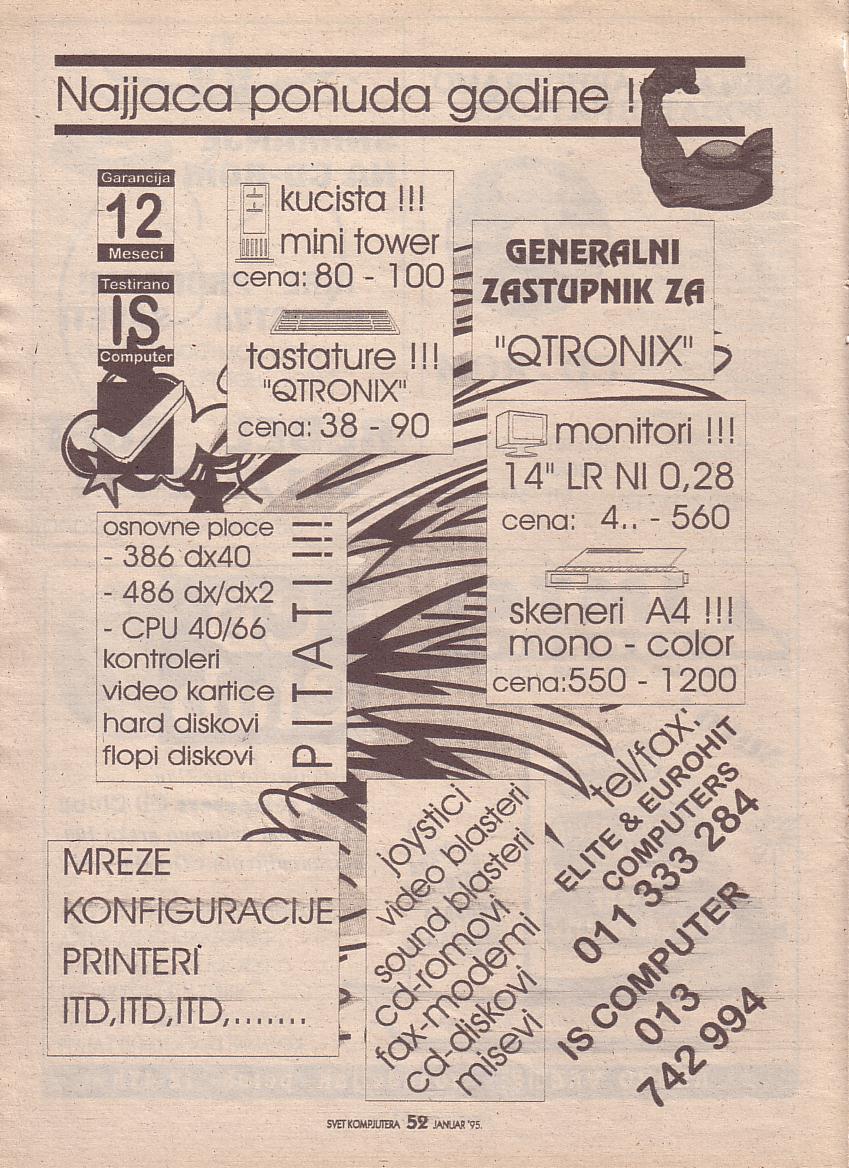 Najjaca ponuda godine !
Garancija
12
Meseci
Testirano
IS
Computer
kucista !!!
mini tower
cena: 80 - 100
tastature !!!
"QTRONIX"
cena: 38 - 90
GENERALNI
ZASTUPNIK ZA
"QTRONIX"
monitori !!!
14" LR NI 0,28
cena: 4.. - 560
skeneri A4 !!!
mono - color
cena:550 - 1200
osnovne ploce
- 386 dx40
- 486 dx/dx2
- CPU 40/66
kontroleri
video kartice
hard diskovi
flopi diskovi
PITATI !!!
MREZE
KONFIGURACIJE
PRINTERI
ITD,ITD,ITD,.......
joystici
video blasteri
sound blasteri
cd-romovi
fax-modemi
cd-diskovi
misevi
tel/fax:
ELITE & EUROHIT
COMPUTERS
011 333 284
IS COMPUTER
013
742 994
SVET KOMPJUTERA 52 JANUAR '95.